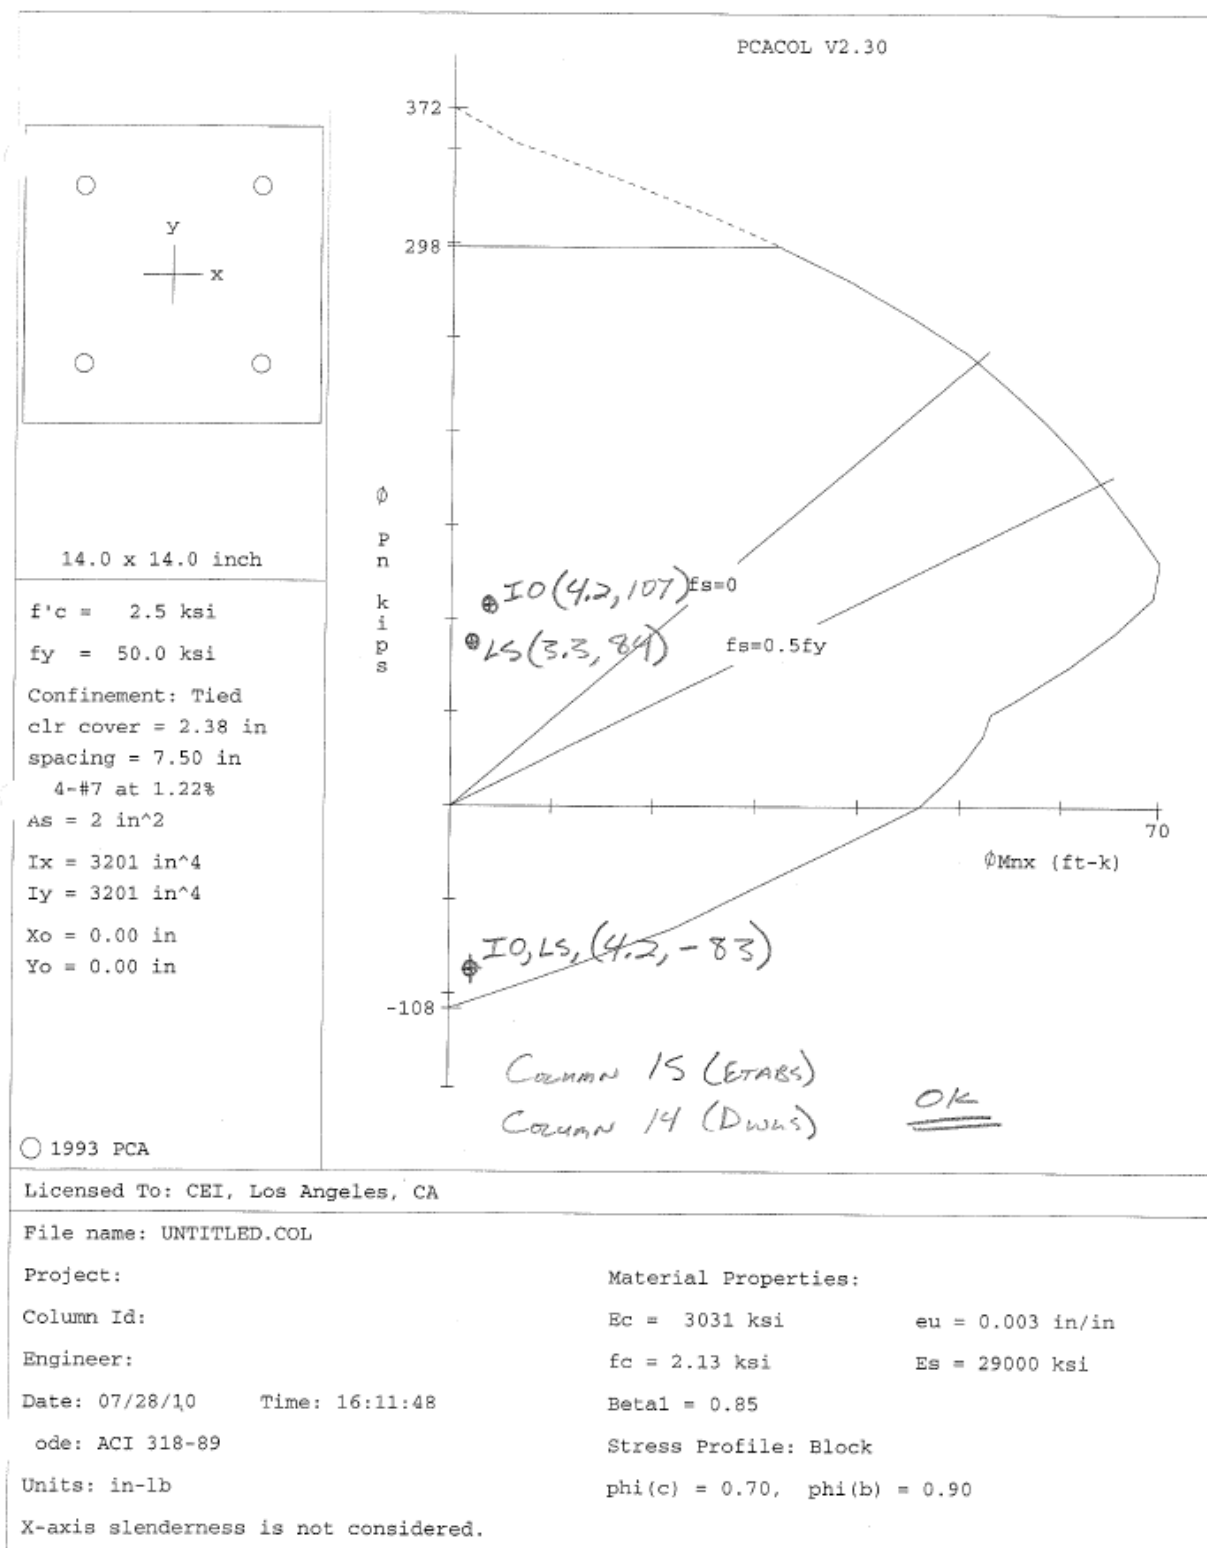 PCACOL V2.30
372
298
y
x
14.0 x 14.0 inch
f'c = 2.5 ksi
fy = 50.0 ksi
Confinement: Tied
clr cover = 2.38 in
spacing = 7.50 in
4-#7 at 1.22%
As = 2 in^2
Ix = 3201 in^4
Iy = 3201 in^4
Xo = 0.00 in
Yo = 0.00 in
○ 1993 PCA
ϕ Pn kips
IO (4.2, 107)
fs=0
LS (3.3, 84)
fs=0.5fy
70
ϕMnx (ft-k)
IO, LS, (4.2, -83)
-108
COLUMN 15 (ETABS)
COLUMN 14 (DWGS)
OK
Licensed To: CEI, Los Angeles, CA
File name: UNTITLED.COL
Project:
Column Id:
Engineer:
Date: 07/28/10 Time: 16:11:48
ode: ACI 318-89
Units: in-lb
X-axis slenderness is not considered.
Material Properties:
Ec = 3031 ksi eu = 0.003 in/in
fc = 2.13 ksi Es = 29000 ksi
Beta1 = 0.85
Stress Profile: Block
phi(c) = 0.70, phi(b) = 0.90